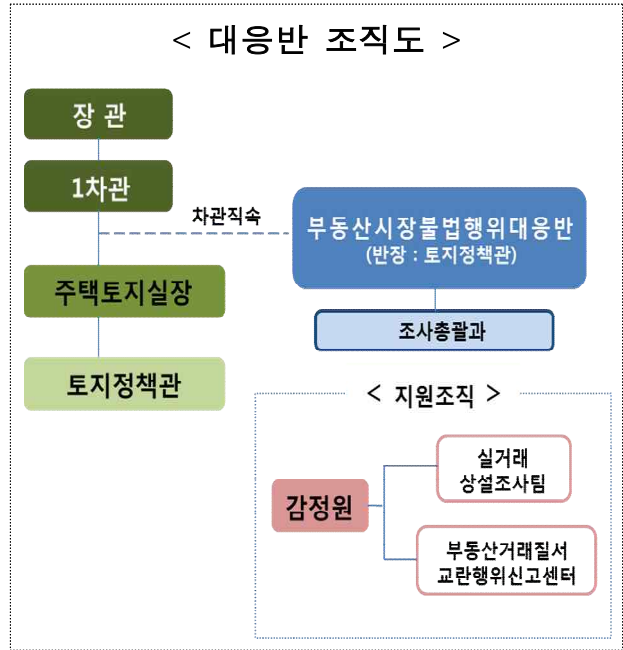 < 대응반 조직도 >
장 관
1차관
차관직속
부동산시장불법행위대응반
(반장 : 토지정책관)
주택토지실장
조사총괄과
토지정책관
< 지원조직 >
실거래
상설조사팀
감정원
부동산거래질서
교란행위신고센터